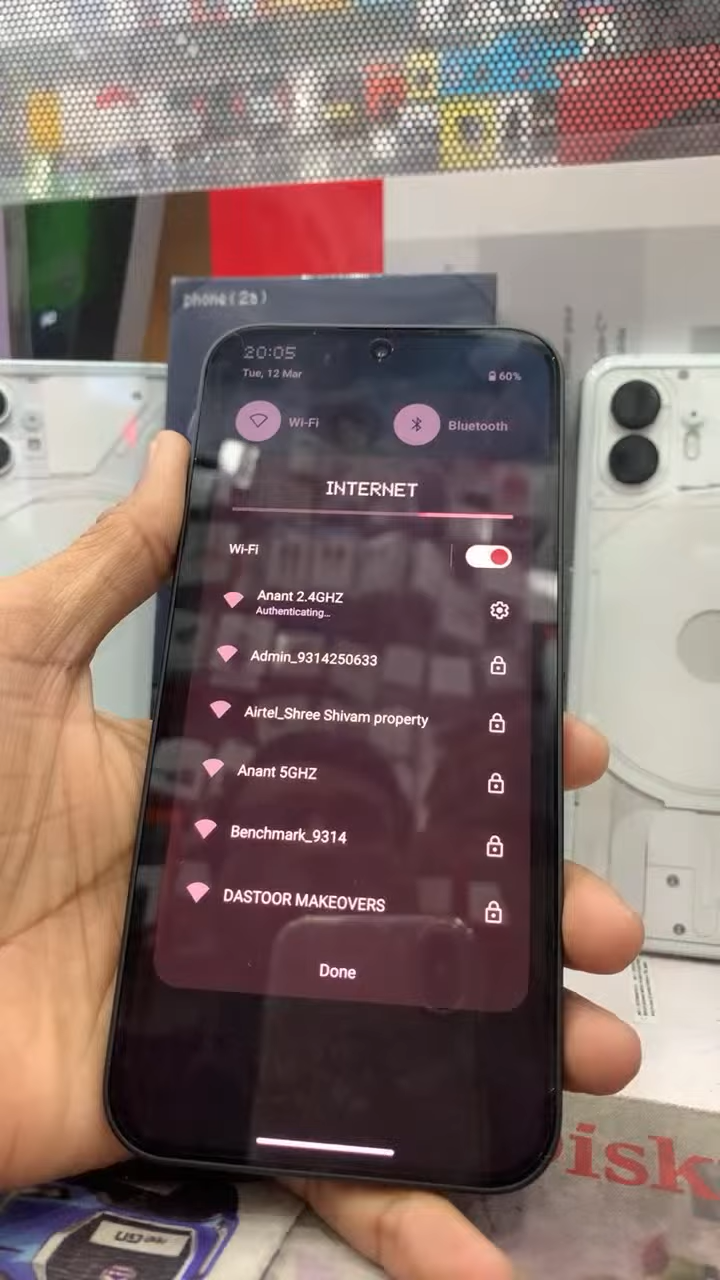 phone(2a)
20:05
Tue, 12 Mar
60%
Wi-Fi
Bluetooth
INTERNET
Wi-Fi
Anant 2.4GHZ
Authenticating...
Admin_9314250633
Airtel_Shree Shivam property
Anant 5GHZ
Benchmark_9314
DASTOOR MAKEOVERS
Done
isk